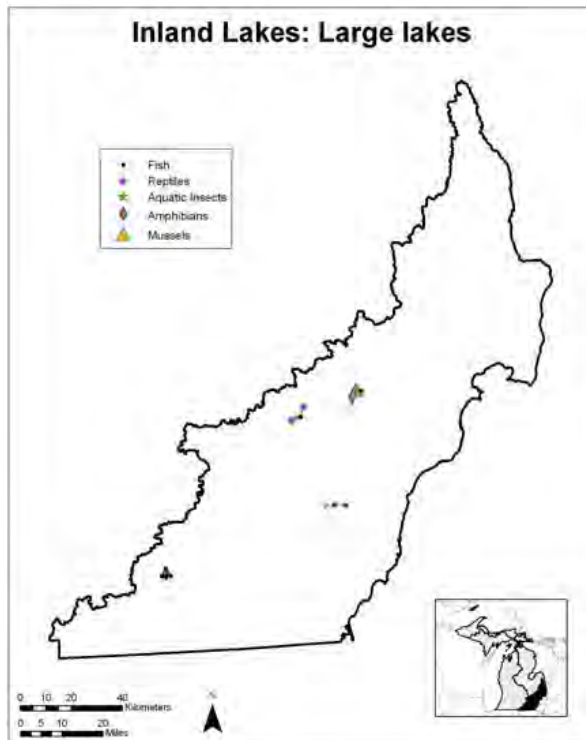 Inland Lakes: Large lakes
Fish
Reptiles
Aquatic Insects
Amphibians
Mussels
0 10 20 40
Kilometers
0 5 10 20
Miles